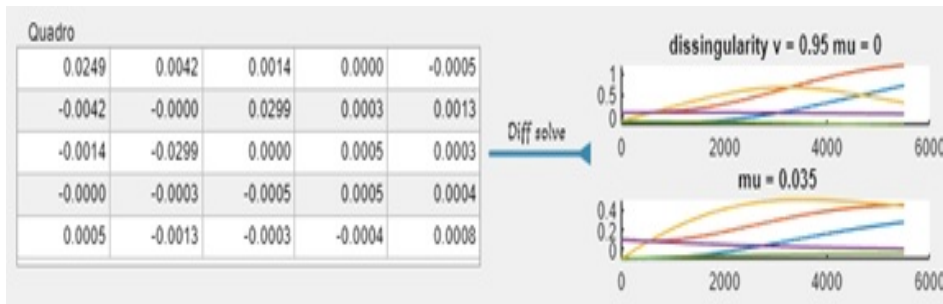 Quadro
0.0249 0.0042 0.0014 0.0000 -0.0005
-0.0042 -0.0000 0.0299 0.0003 0.0013
-0.0014 -0.0299 0.0000 0.0005 0.0003
-0.0000 -0.0003 -0.0005 0.0005 0.0004
0.0005 -0.0013 -0.0003 -0.0004 0.0008
Diff solve
dissingularity v = 0.95 mu = 0
1
0.5
0
0 2000 4000 6000
mu = 0.035
0.4
0.2
0
0 2000 4000 6000